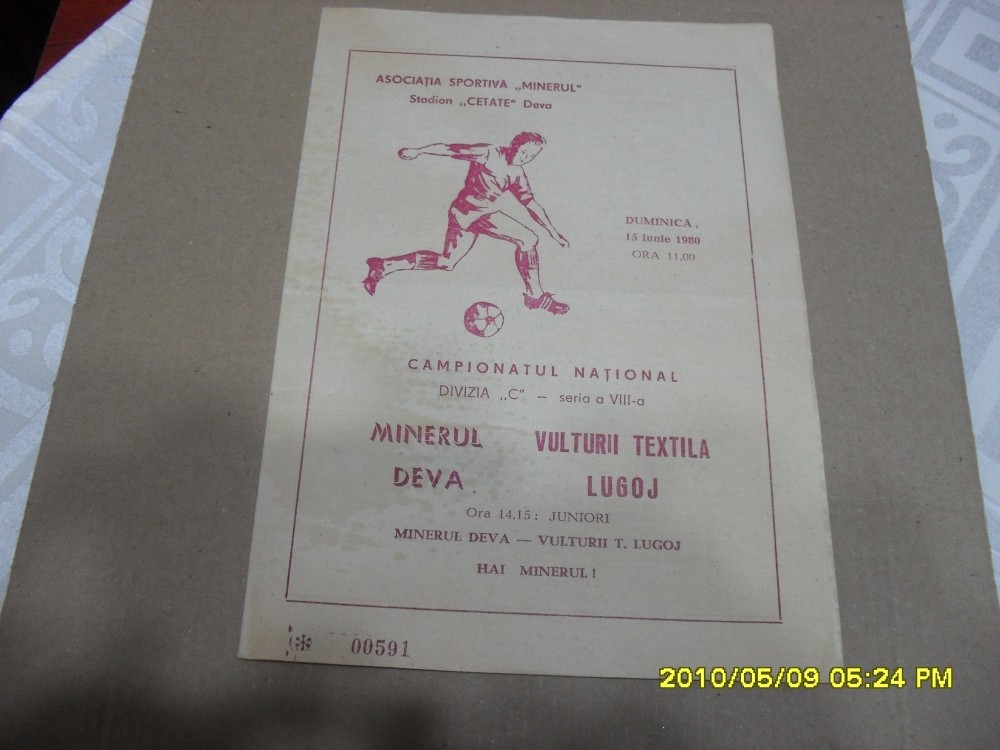 ASOCIAȚIA SPORTIVĂ „MINERUL"
Stadion „CETATE" Deva
DUMINICĂ,
15 iunie 1980
ORA 11,00
CAMPIONATUL NAȚIONAL
DIVIZIA „C" — seria a VIII-a
MINERUL VULTURII TEXTILA
DEVA LUGOJ
Ora 14,15: JUNIORI
MINERUL DEVA — VULTURII T. LUGOJ
HAI MINERUL!
00591
2010/05/09 05:24 PM